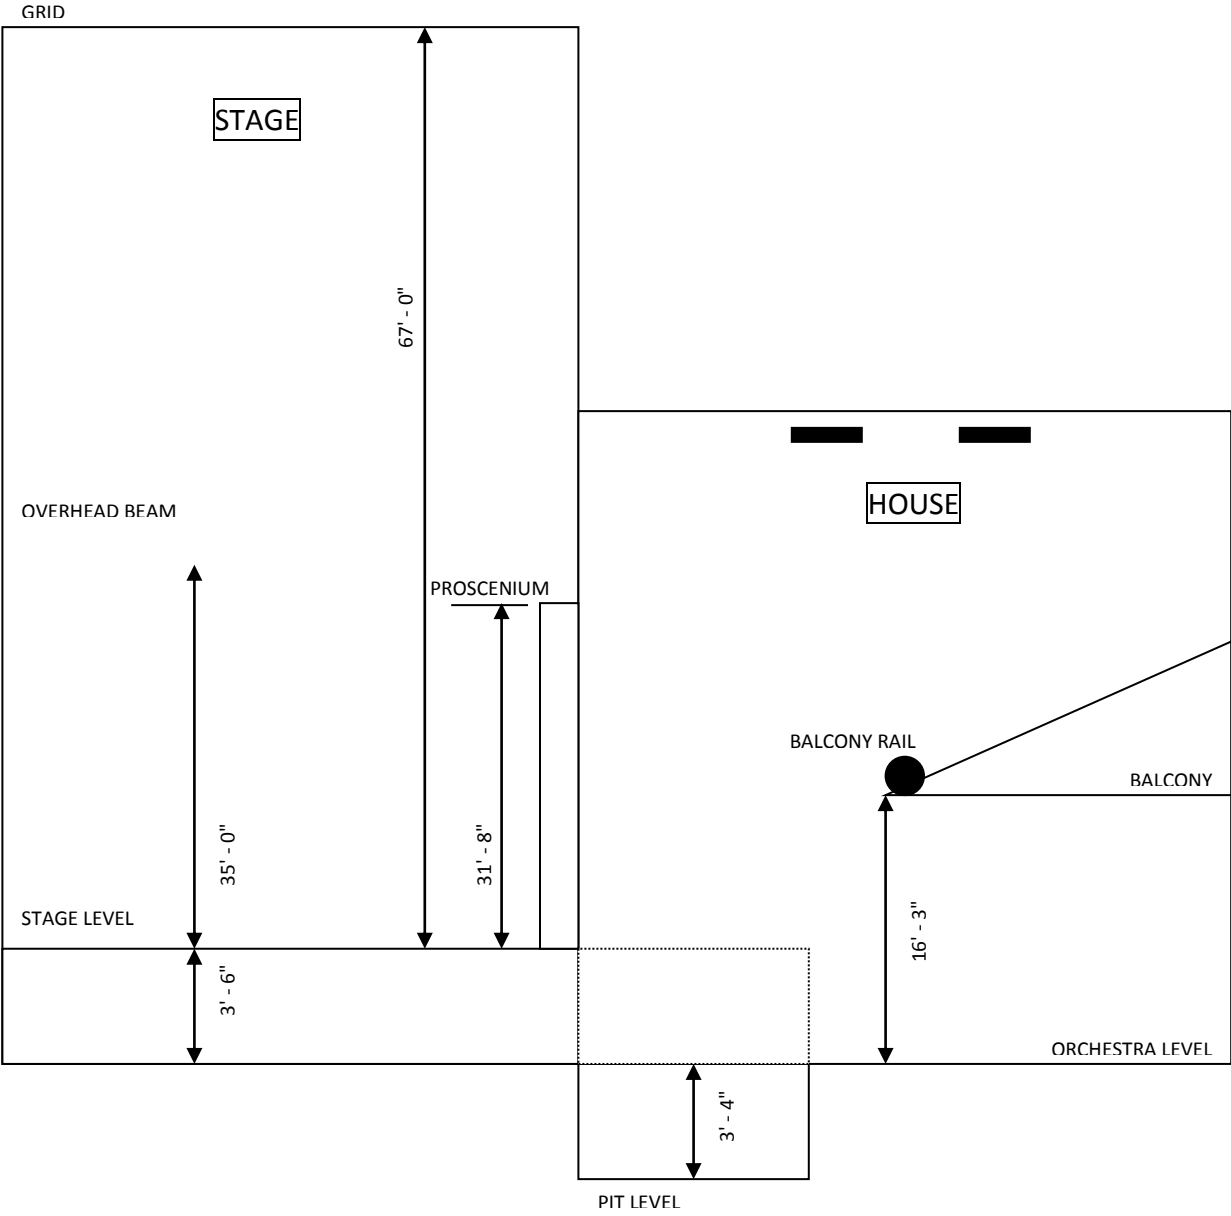 GRID
STAGE
67' - 0"
HOUSE
OVERHEAD BEAM
PROSCENIUM
BALCONY RAIL
BALCONY
35' - 0"
31' - 8"
16' - 3"
STAGE LEVEL
3' - 6"
ORCHESTRA LEVEL
3' - 4"
PIT LEVEL